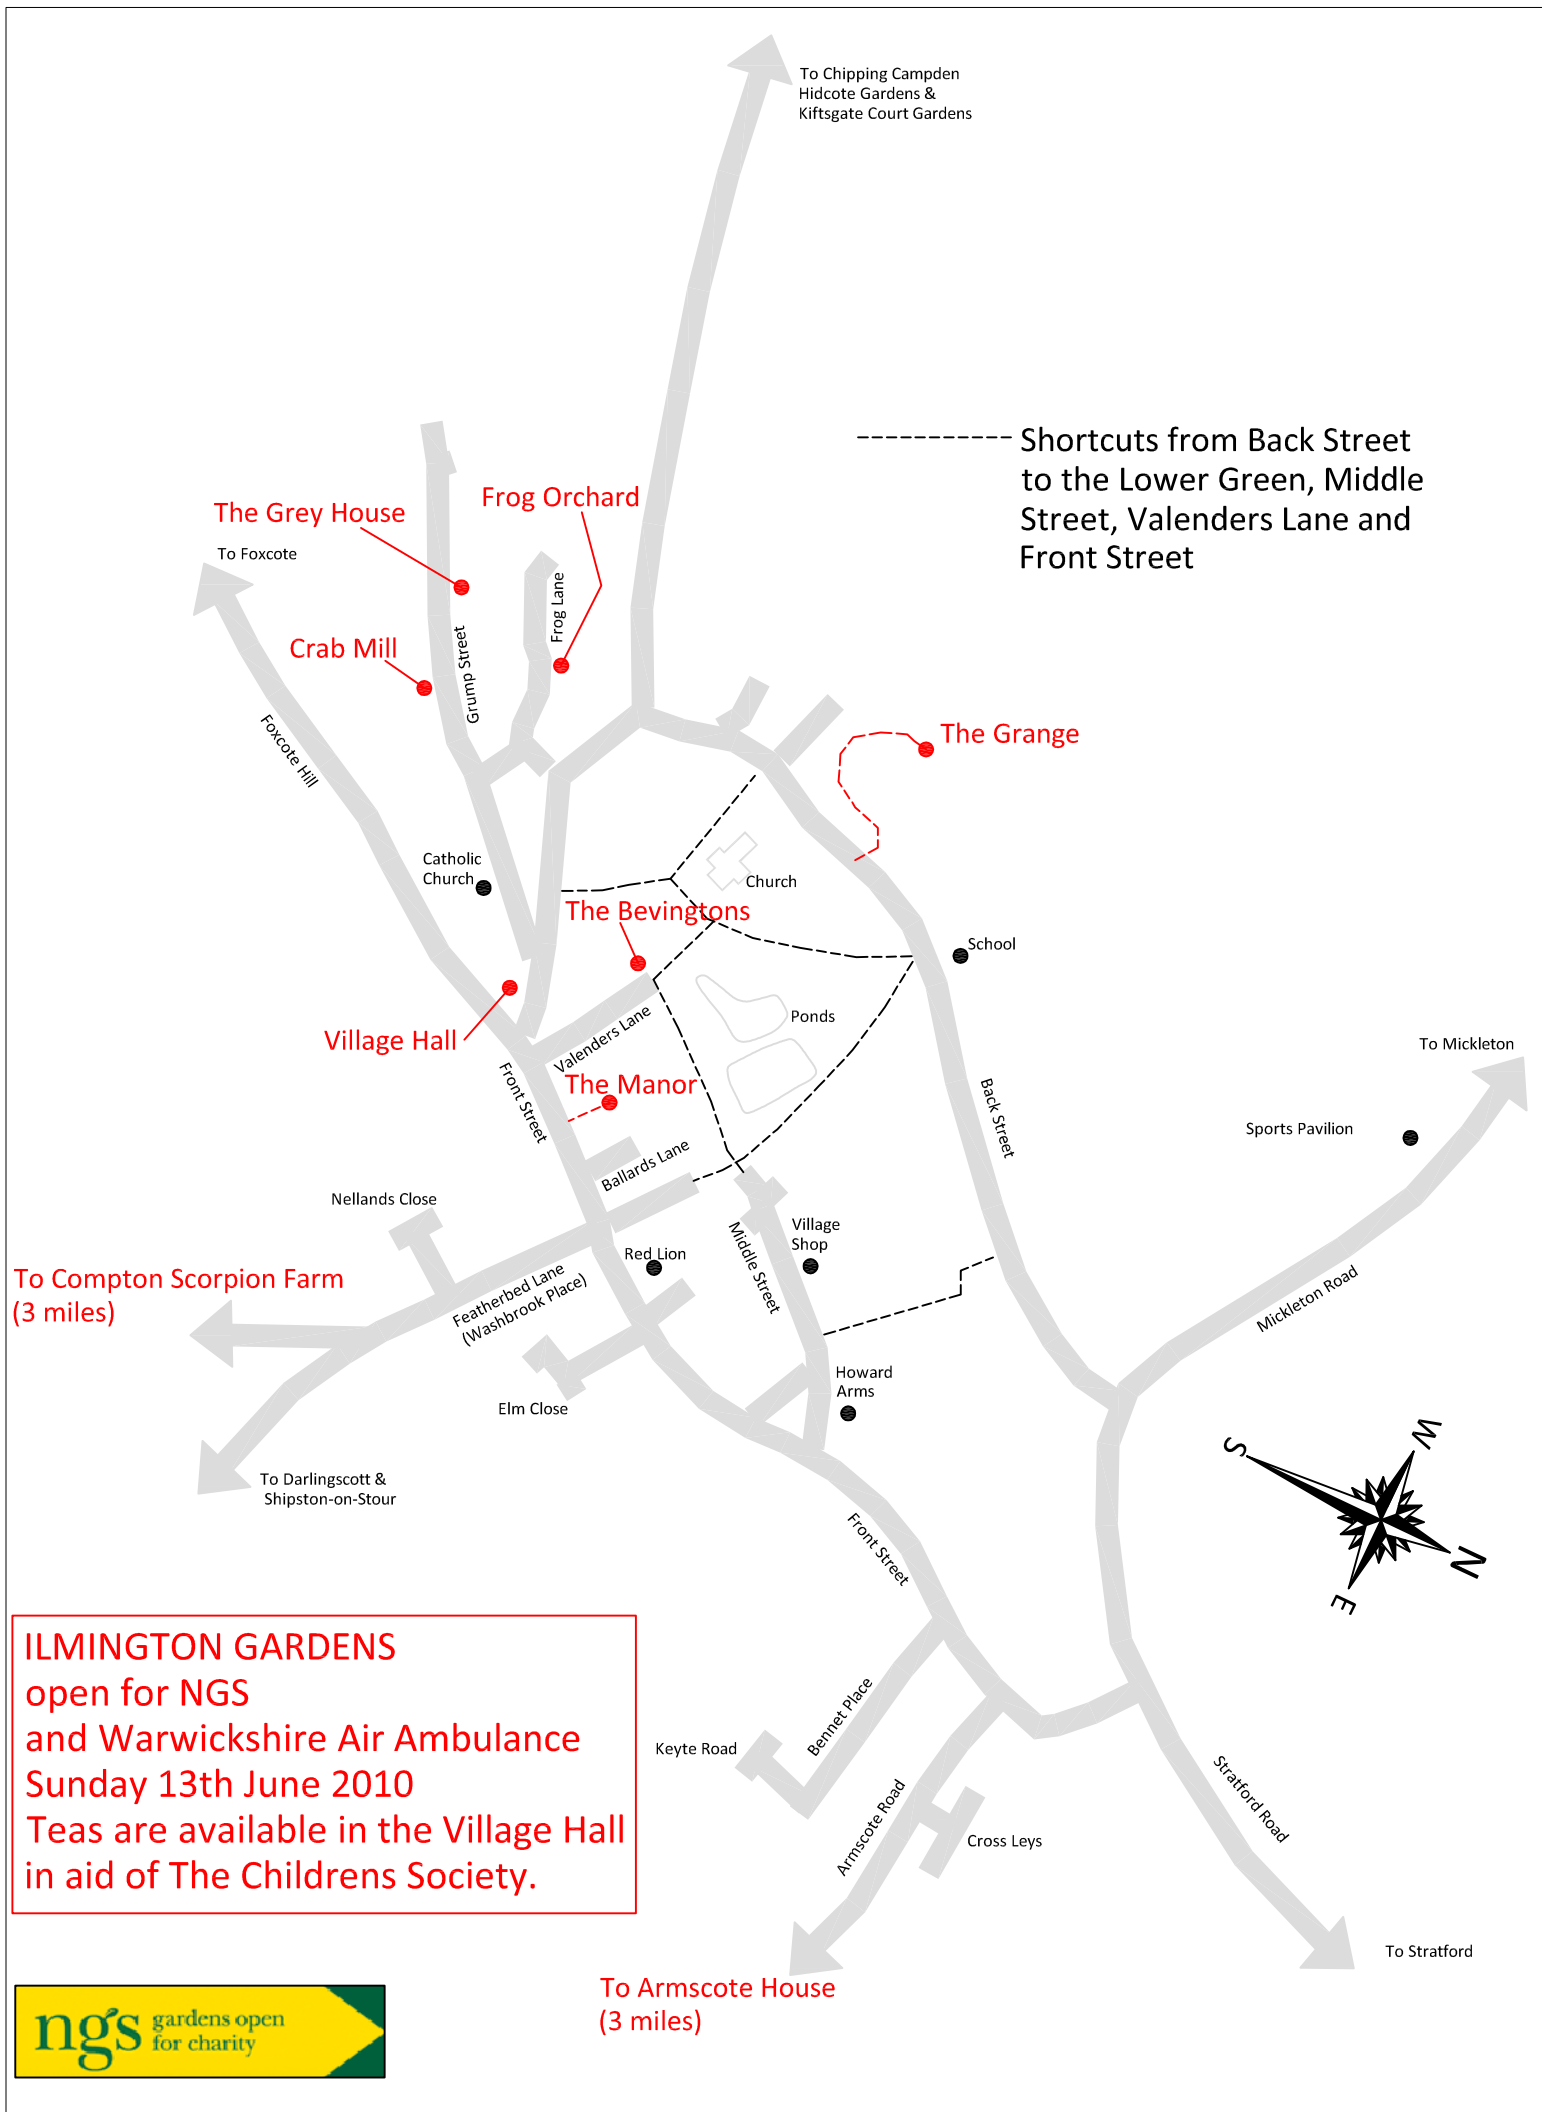 To Chipping Campden
Hidcote Gardens &
Kiftsgate Court Gardens
Shortcuts from Back Street
to the Lower Green, Middle
Street, Valenders Lane and
Front Street
Frog Orchard
The Grey House
To Foxcote
Frog Lane
Crab Mill
Grump Street
Foxcote Hill
The Grange
Catholic
Church
Church
The Bevingtons
School
Ponds
Village Hall
Valenders Lane
The Manor
Front Street
To Mickleton
Back Street
Sports Pavilion
Ballards Lane
Nellands Close
Village
Shop
Red Lion
Middle Street
To Compton Scorpion Farm
(3 miles)
Featherbed Lane
(Washbrook Place)
Mickleton Road
Howard
Arms
Elm Close
To Darlingscott &
Shipston-on-Stour
S
W
N
E
Front Street
ILMINGTON GARDENS
open for NGS
and Warwickshire Air Ambulance
Sunday 13th June 2010
Teas are available in the Village Hall
in aid of The Childrens Society.
Bennet Place
Keyte Road
Armscote Road
Cross Leys
Stratford Road
To Stratford
To Armscote House
(3 miles)
ngs
gardens open
for charity